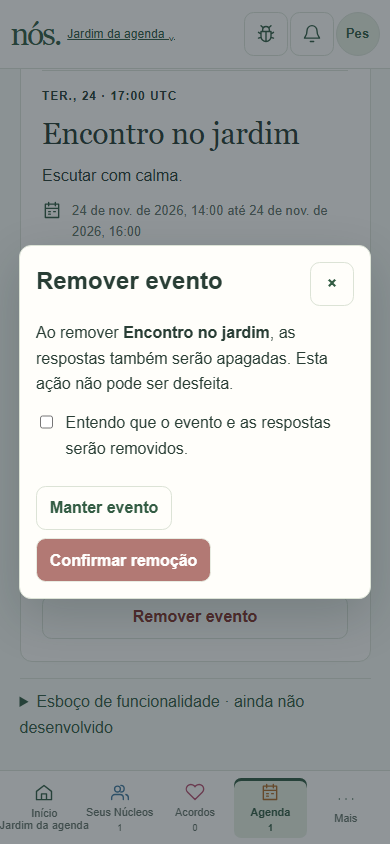 nós. Jardim da agenda
Pes
TER., 24 · 17:00 UTC
Encontro no jardim
Escutar com calma.
24 de nov. de 2026, 14:00 até 24 de nov. de
2026, 16:00
Remover evento
×
Ao remover Encontro no jardim, as
respostas também serão apagadas. Esta
ação não pode ser desfeita.
Entendo que o evento e as respostas
serão removidos.
Manter evento
Confirmar remoção
Remover evento
▶ Esboço de funcionalidade · ainda não
desenvolvido
Início
Jardim da agenda
Seus Núcleos
1
Acordos
0
Agenda
1
...
Mais